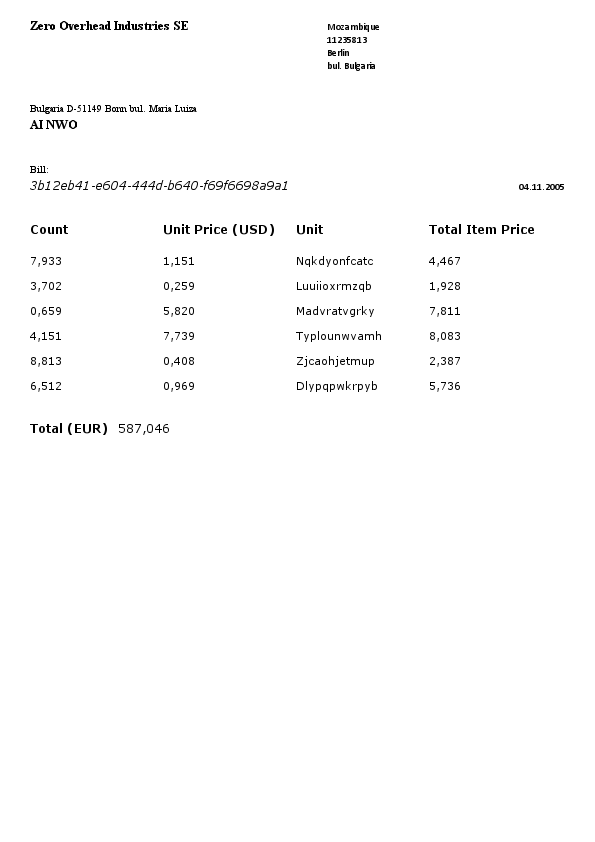 Zero Overhead Industries SE
Mozambique
11235813
Berlin
bul. Bulgaria
Bulgaria D-51149 Bonn bul. Maria Luiza
AI NWO
Bill:
3b12eb41-e604-444d-b640-f69f6698a9a1 04.11.2005
Count Unit Price (USD) Unit Total Item Price
7,933 1,151 Nqkdyonfcatc 4,467
3,702 0,259 Luuiioxrmzqb 1,928
0,659 5,820 Madvratvgrky 7,811
4,151 7,739 Typlounwvamh 8,083
8,813 0,408 Zjcaohjetmup 2,387
6,512 0,969 Dlypqpwkrpyb 5,736
Total (EUR) 587,046